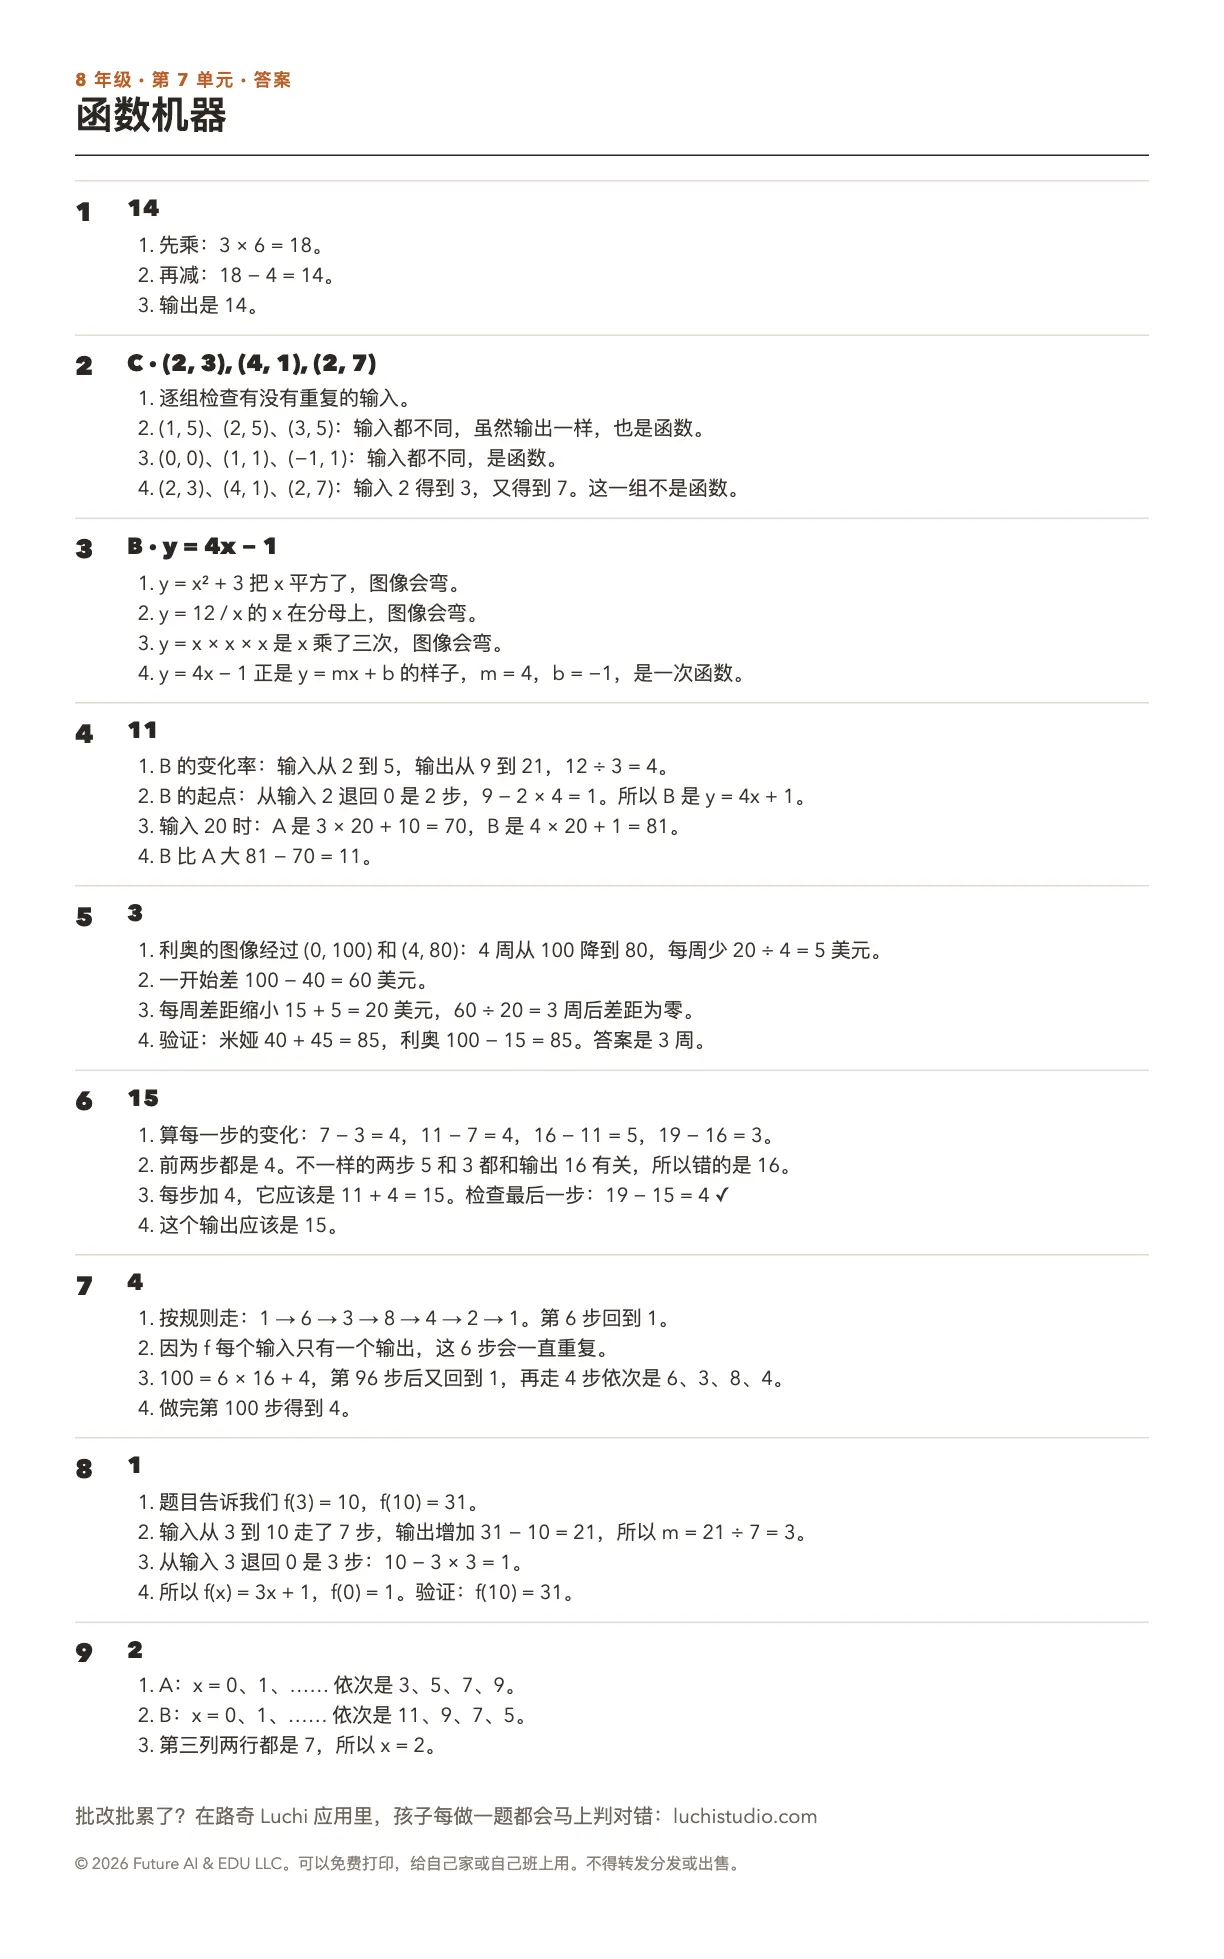 8 年级 · 第 7 单元 · 答案
函数机器
1 14
1. 先乘：3 × 6 = 18。
2. 再减：18 − 4 = 14。
3. 输出是 14。
2 C · (2, 3), (4, 1), (2, 7)
1. 逐组检查有没有重复的输入。
2. (1, 5)、(2, 5)、(3, 5)：输入都不同，虽然输出一样，也是函数。
3. (0, 0)、(1, 1)、(−1, 1)：输入都不同，是函数。
4. (2, 3)、(4, 1)、(2, 7)：输入 2 得到 3，又得到 7。这一组不是函数。
3 B · y = 4x − 1
1. y = x² + 3 把 x 平方了，图像会弯。
2. y = 12 / x 的 x 在分母上，图像会弯。
3. y = x × x × x 是 x 乘了三次，图像会弯。
4. y = 4x − 1 正是 y = mx + b 的样子，m = 4，b = −1，是一次函数。
4 11
1. B 的变化率：输入从 2 到 5，输出从 9 到 21，12 ÷ 3 = 4。
2. B 的起点：从输入 2 退回 0 是 2 步，9 − 2 × 4 = 1。所以 B 是 y = 4x + 1。
3. 输入 20 时：A 是 3 × 20 + 10 = 70，B 是 4 × 20 + 1 = 81。
4. B 比 A 大 81 − 70 = 11。
5 3
1. 利奥的图像经过 (0, 100) 和 (4, 80)：4 周从 100 降到 80，每周少 20 ÷ 4 = 5 美元。
2. 一开始差 100 − 40 = 60 美元。
3. 每周差距缩小 15 + 5 = 20 美元，60 ÷ 20 = 3 周后差距为零。
4. 验证：米娅 40 + 45 = 85，利奥 100 − 15 = 85。答案是 3 周。
6 15
1. 算每一步的变化：7 − 3 = 4，11 − 7 = 4，16 − 11 = 5，19 − 16 = 3。
2. 前两步都是 4。不一样的两步 5 和 3 都和输出 16 有关，所以错的是 16。
3. 每步加 4，它应该是 11 + 4 = 15。检查最后一步：19 − 15 = 4 ✓
4. 这个输出应该是 15。
7 4
1. 按规则走：1 → 6 → 3 → 8 → 4 → 2 → 1。第 6 步回到 1。
2. 因为 f 每个输入只有一个输出，这 6 步会一直重复。
3. 100 = 6 × 16 + 4，第 96 步后又回到 1，再走 4 步依次是 6、3、8、4。
4. 做完第 100 步得到 4。
8 1
1. 题目告诉我们 f(3) = 10，f(10) = 31。
2. 输入从 3 到 10 走了 7 步，输出增加 31 − 10 = 21，所以 m = 21 ÷ 7 = 3。
3. 从输入 3 退回 0 是 3 步：10 − 3 × 3 = 1。
4. 所以 f(x) = 3x + 1，f(0) = 1。验证：f(10) = 31。
9 2
1. A：x = 0、1、…… 依次是 3、5、7、9。
2. B：x = 0、1、…… 依次是 11、9、7、5。
3. 第三列两行都是 7，所以 x = 2。
批改批累了？在路奇 Luchi 应用里，孩子每做一题都会马上判对错：luchistudio.com
© 2026 Future AI & EDU LLC。可以免费打印，给自己家或自己班上用。不得转发分发或出售。